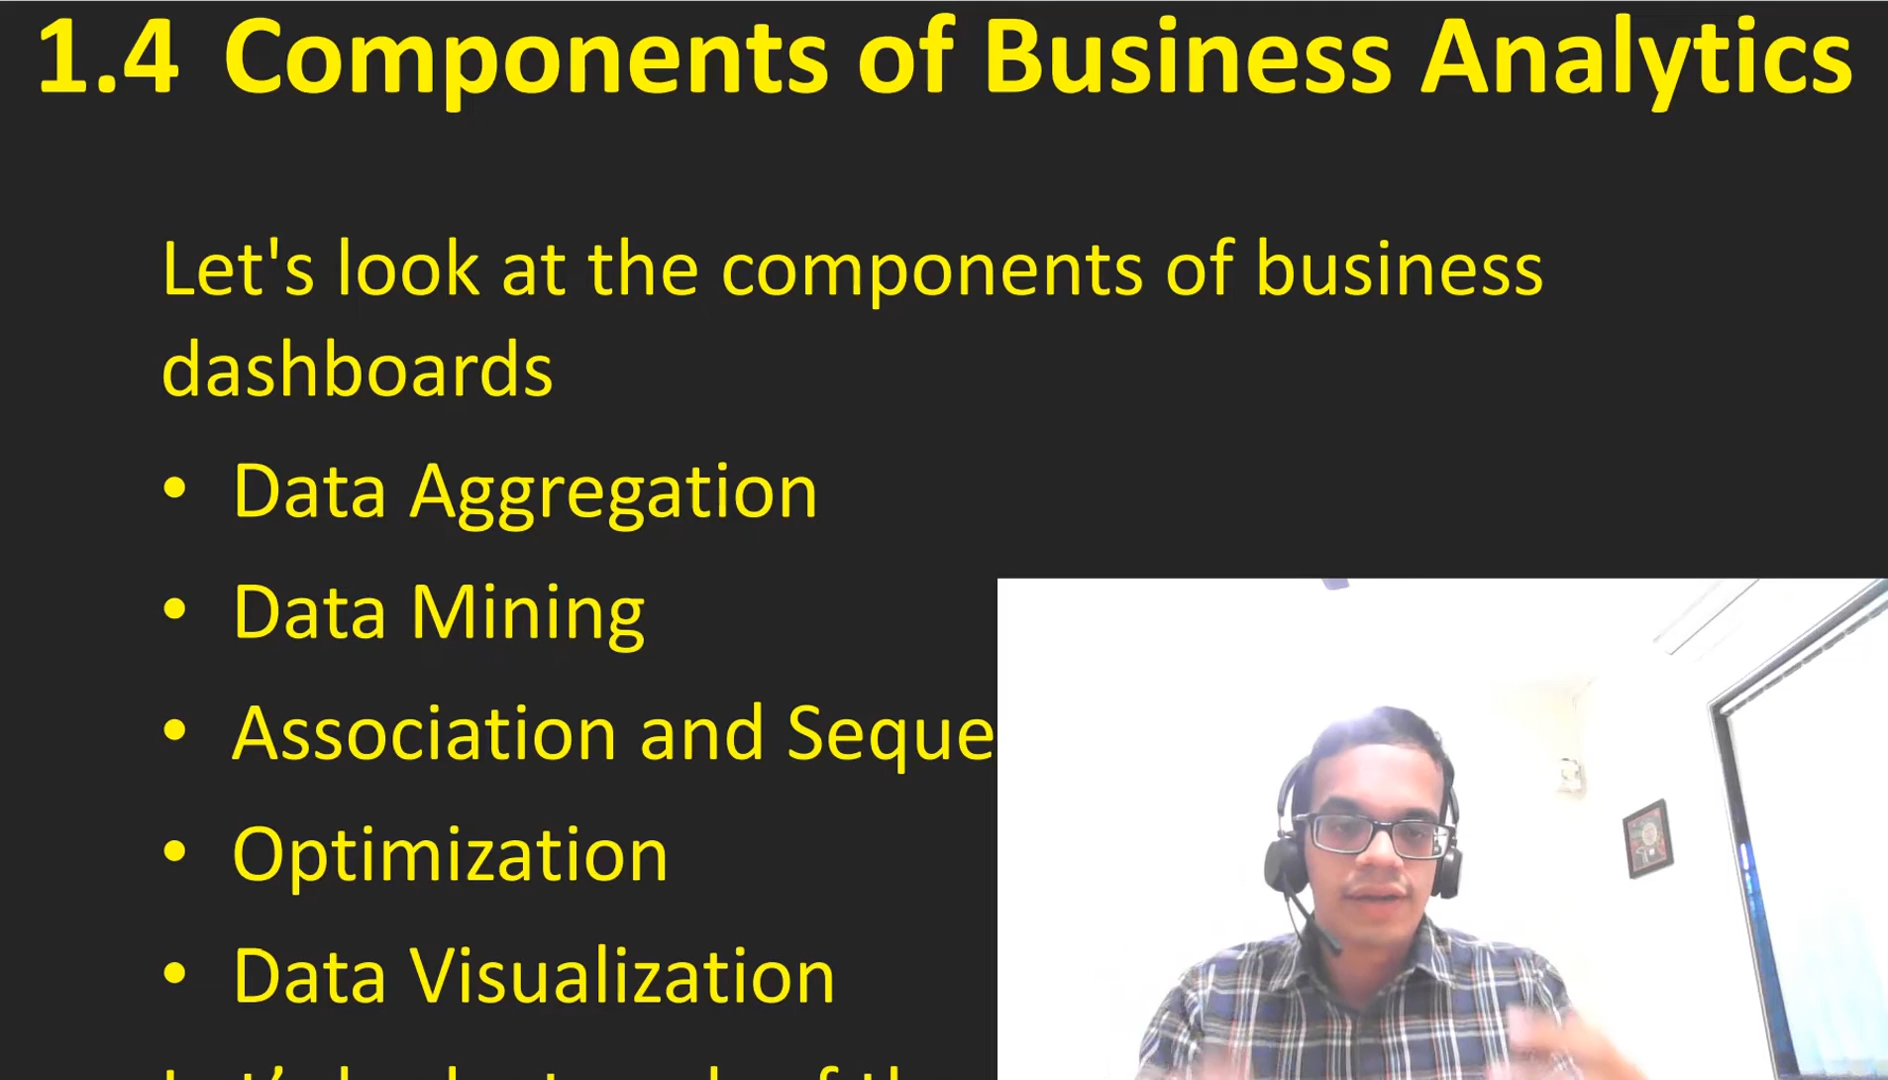 1.4 Components of Business Analytics
Let's look at the components of business
dashboards
• Data Aggregation
• Data Mining
• Association and Seque
• Optimization
• Data Visualization